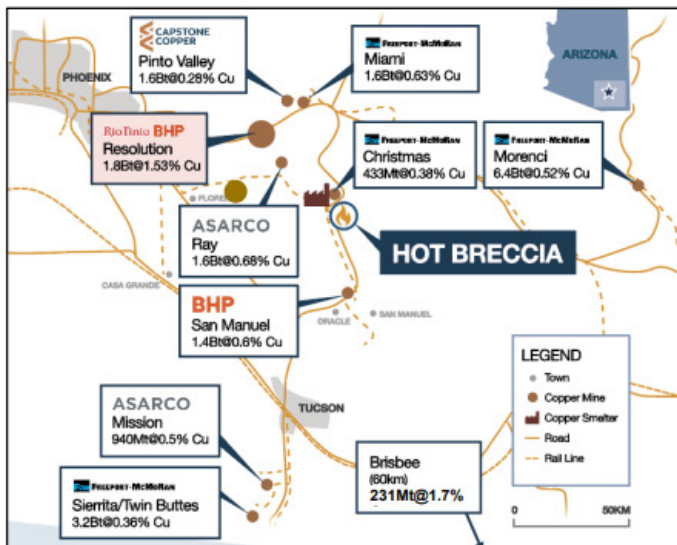 CAPSTONE
COPPER
Pinto Valley
1.6Bt@0.28% Cu
FREEPORT-McMoRAN
Miami
1.6Bt@0.63% Cu
ARIZONA
PHOENIX
RioTinto BHP
Resolution
1.8Bt@1.53% Cu
FREEPORT-McMoRAN
Christmas
433Mt@0.38% Cu
FREEPORT-McMoRAN
Morenci
6.4Bt@0.52% Cu
ASARCO
Ray
1.6Bt@0.68% Cu
HOT BRECCIA
CASA GRANDE
BHP
San Manuel
1.4Bt@0.6% Cu
ORACLE
SAN MANUEL
LEGEND
Town
Copper Mine
Copper Smelter
Road
Rail Line
0
50KM
TUCSON
ASARCO
Mission
940Mt@0.5% Cu
FREEPORT-McMoRAN
Sierrita/Twin Buttes
3.2Bt@0.36% Cu
Brisbee
(60km)
231Mt@1.7%